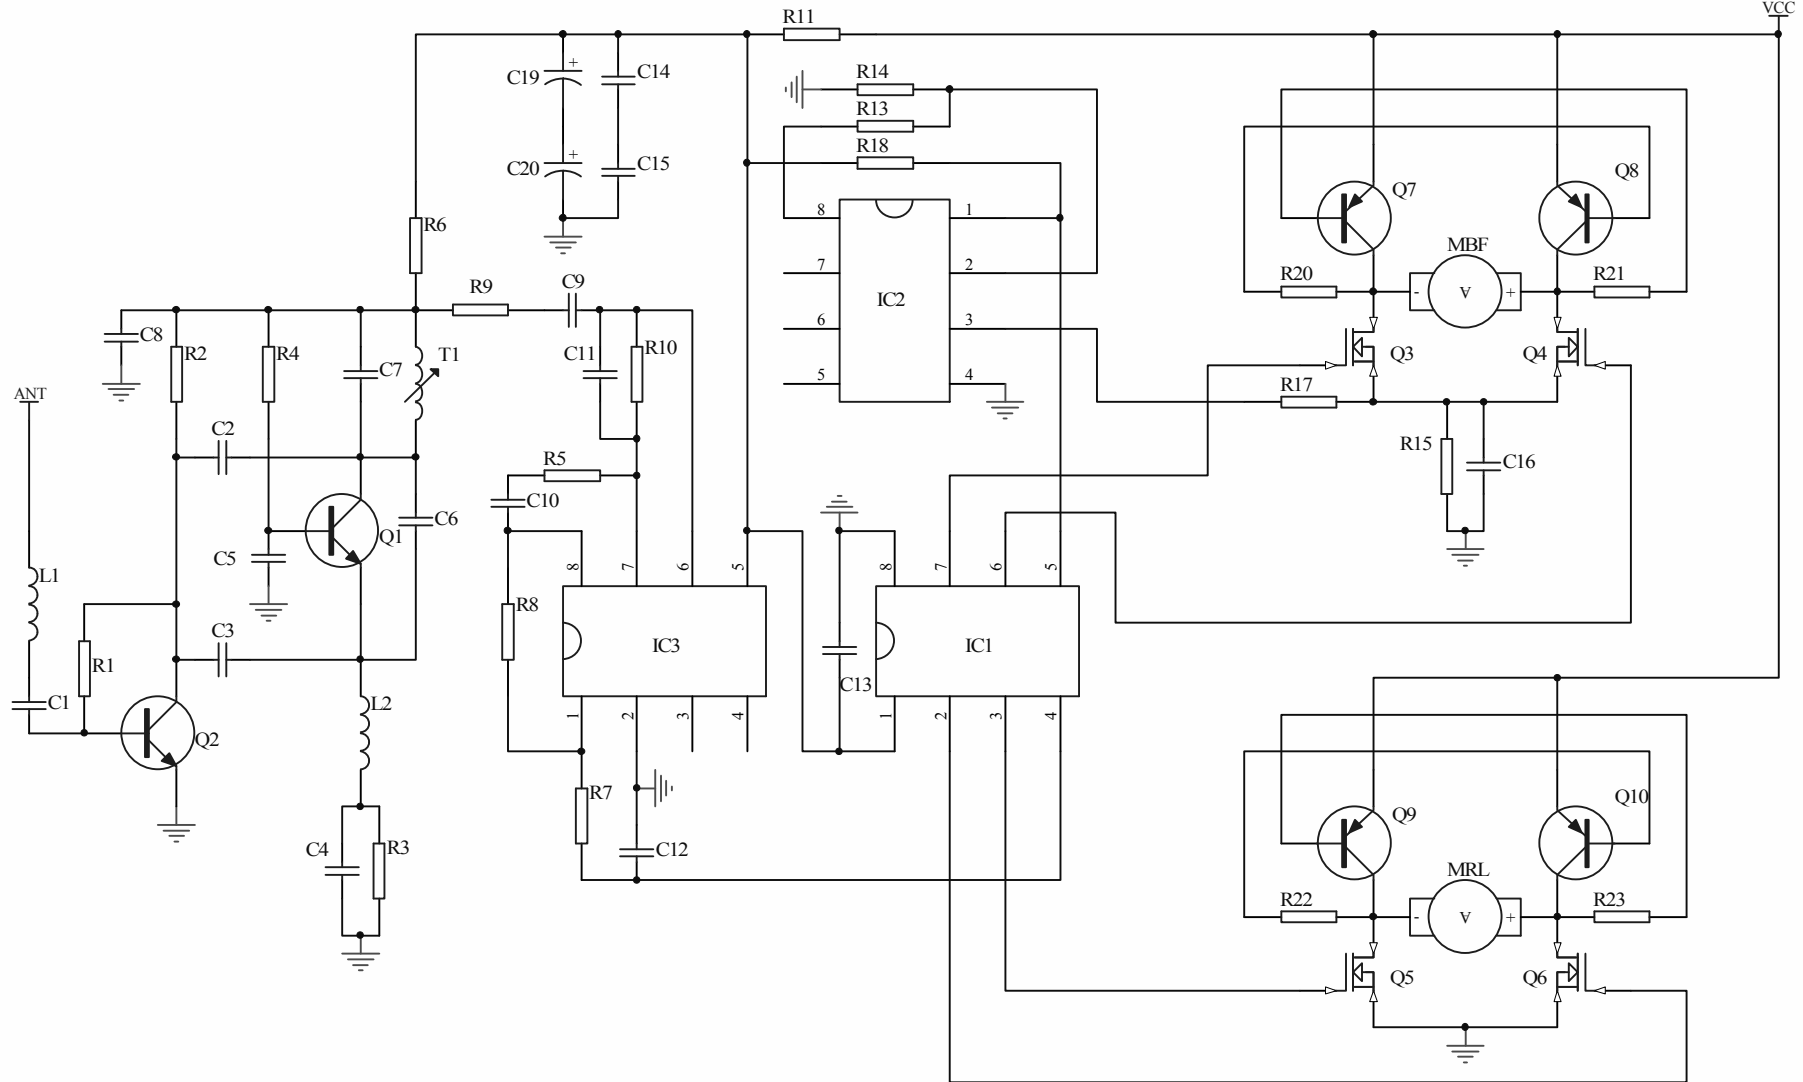 VCC
R11
C19
+
C14
R14
R13
R18
C20
+
C15
Q7
Q8
R6
8
1
7
2
IC2
6
3
5
4
MBF
R20
-
V
+
R21
R9
C9
C8
R2
R4
C7
T1
C11
R10
Q3
Q4
R17
ANT
C2
R5
C10
R15
C16
C6
Q1
C5
8
7
6
5
8
7
6
5
L1
R8
IC3
IC1
C3
R1
C13
C1
L2
1
2
3
4
1
2
3
4
Q2
R7
C12
C4
R3
Q9
Q10
MRL
R22
-
V
+
R23
Q5
Q6